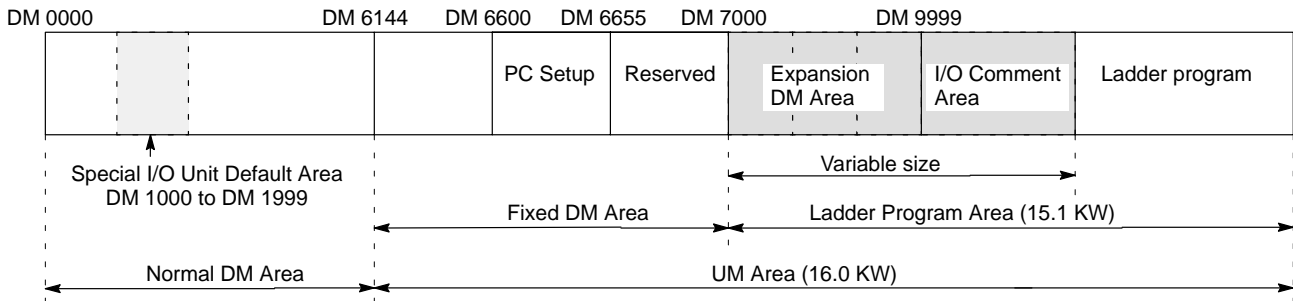 DM 0000 DM 6144 DM 6600 DM 6655 DM 7000 DM 9999
PC Setup Reserved Expansion I/O Comment Ladder program
DM Area Area
Variable size
Special I/O Unit Default Area
DM 1000 to DM 1999
Fixed DM Area Ladder Program Area (15.1 KW)
Normal DM Area UM Area (16.0 KW)